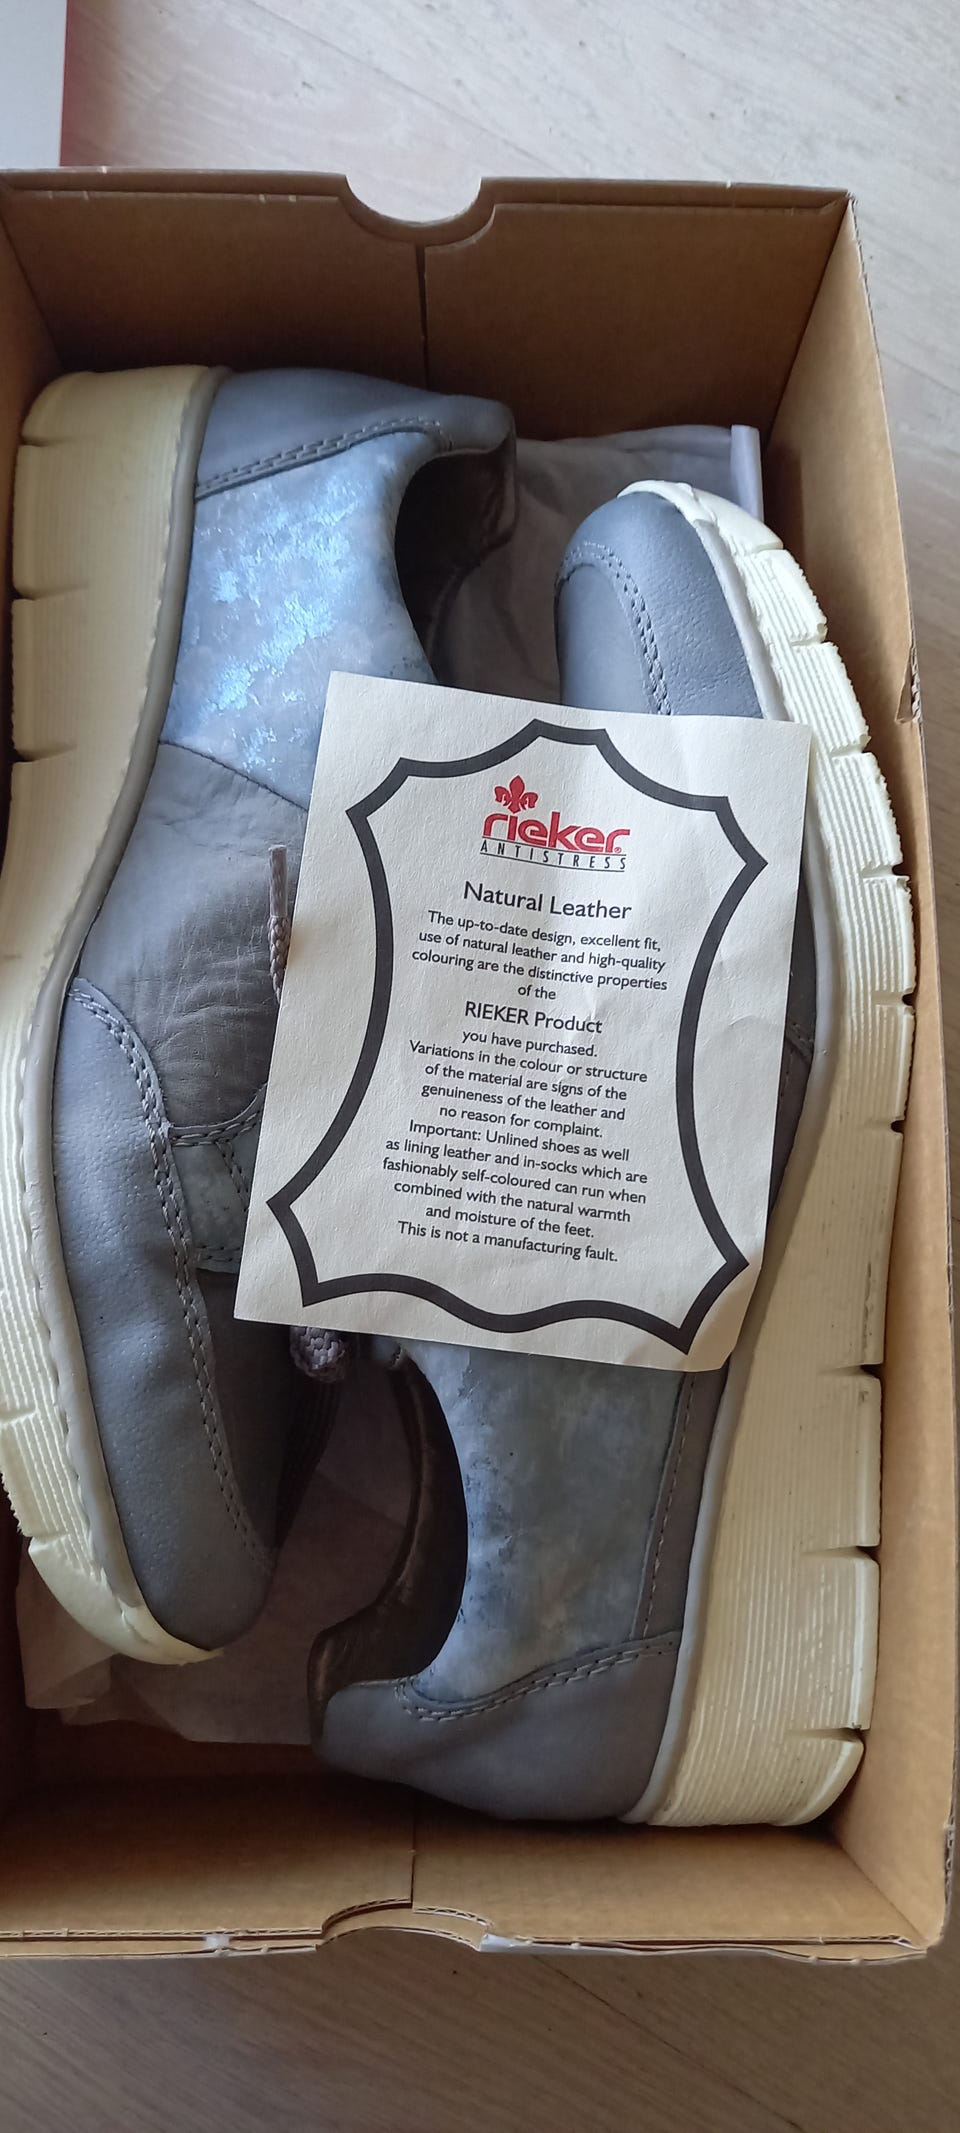 rieker®
ANTISTRESS
Natural Leather
The up-to-date design, excellent fit,
use of natural leather and high-quality
colouring are the distinctive properties
of the
RIEKER Product
you have purchased.
Variations in the colour or structure
of the material are signs of the
genuineness of the leather and
no reason for complaint.
Important: Unlined shoes as well
as lining leather and in-socks which are
fashionably self-coloured can run when
combined with the natural warmth
and moisture of the feet.
This is not a manufacturing fault.